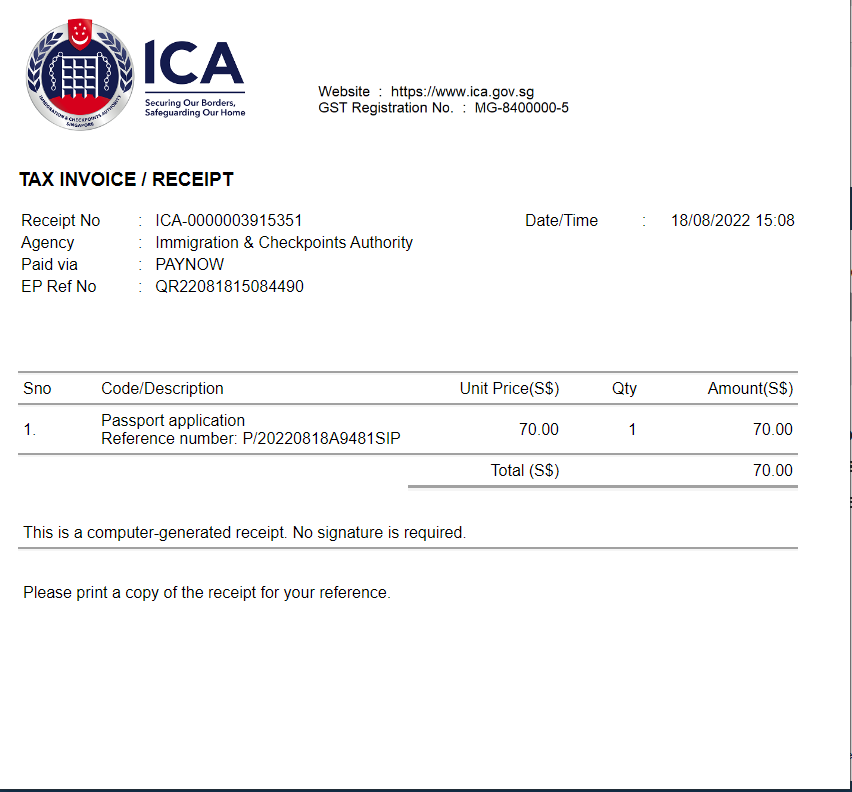 ICA
Securing Our Borders,
Safeguarding Our Home
IMMIGRATION & CHECKPOINTS AUTHORITY
SINGAPORE
Website : https://www.ica.gov.sg
GST Registration No. : MG-8400000-5
TAX INVOICE / RECEIPT
Receipt No : ICA-0000003915351 Date/Time : 18/08/2022 15:08
Agency : Immigration & Checkpoints Authority
Paid via : PAYNOW
EP Ref No : QR22081815084490
Sno Code/Description Unit Price(S$) Qty Amount(S$)
1. Passport application 70.00 1 70.00
Reference number: P/20220818A9481SIP
Total (S$) 70.00
This is a computer-generated receipt. No signature is required.
Please print a copy of the receipt for your reference.